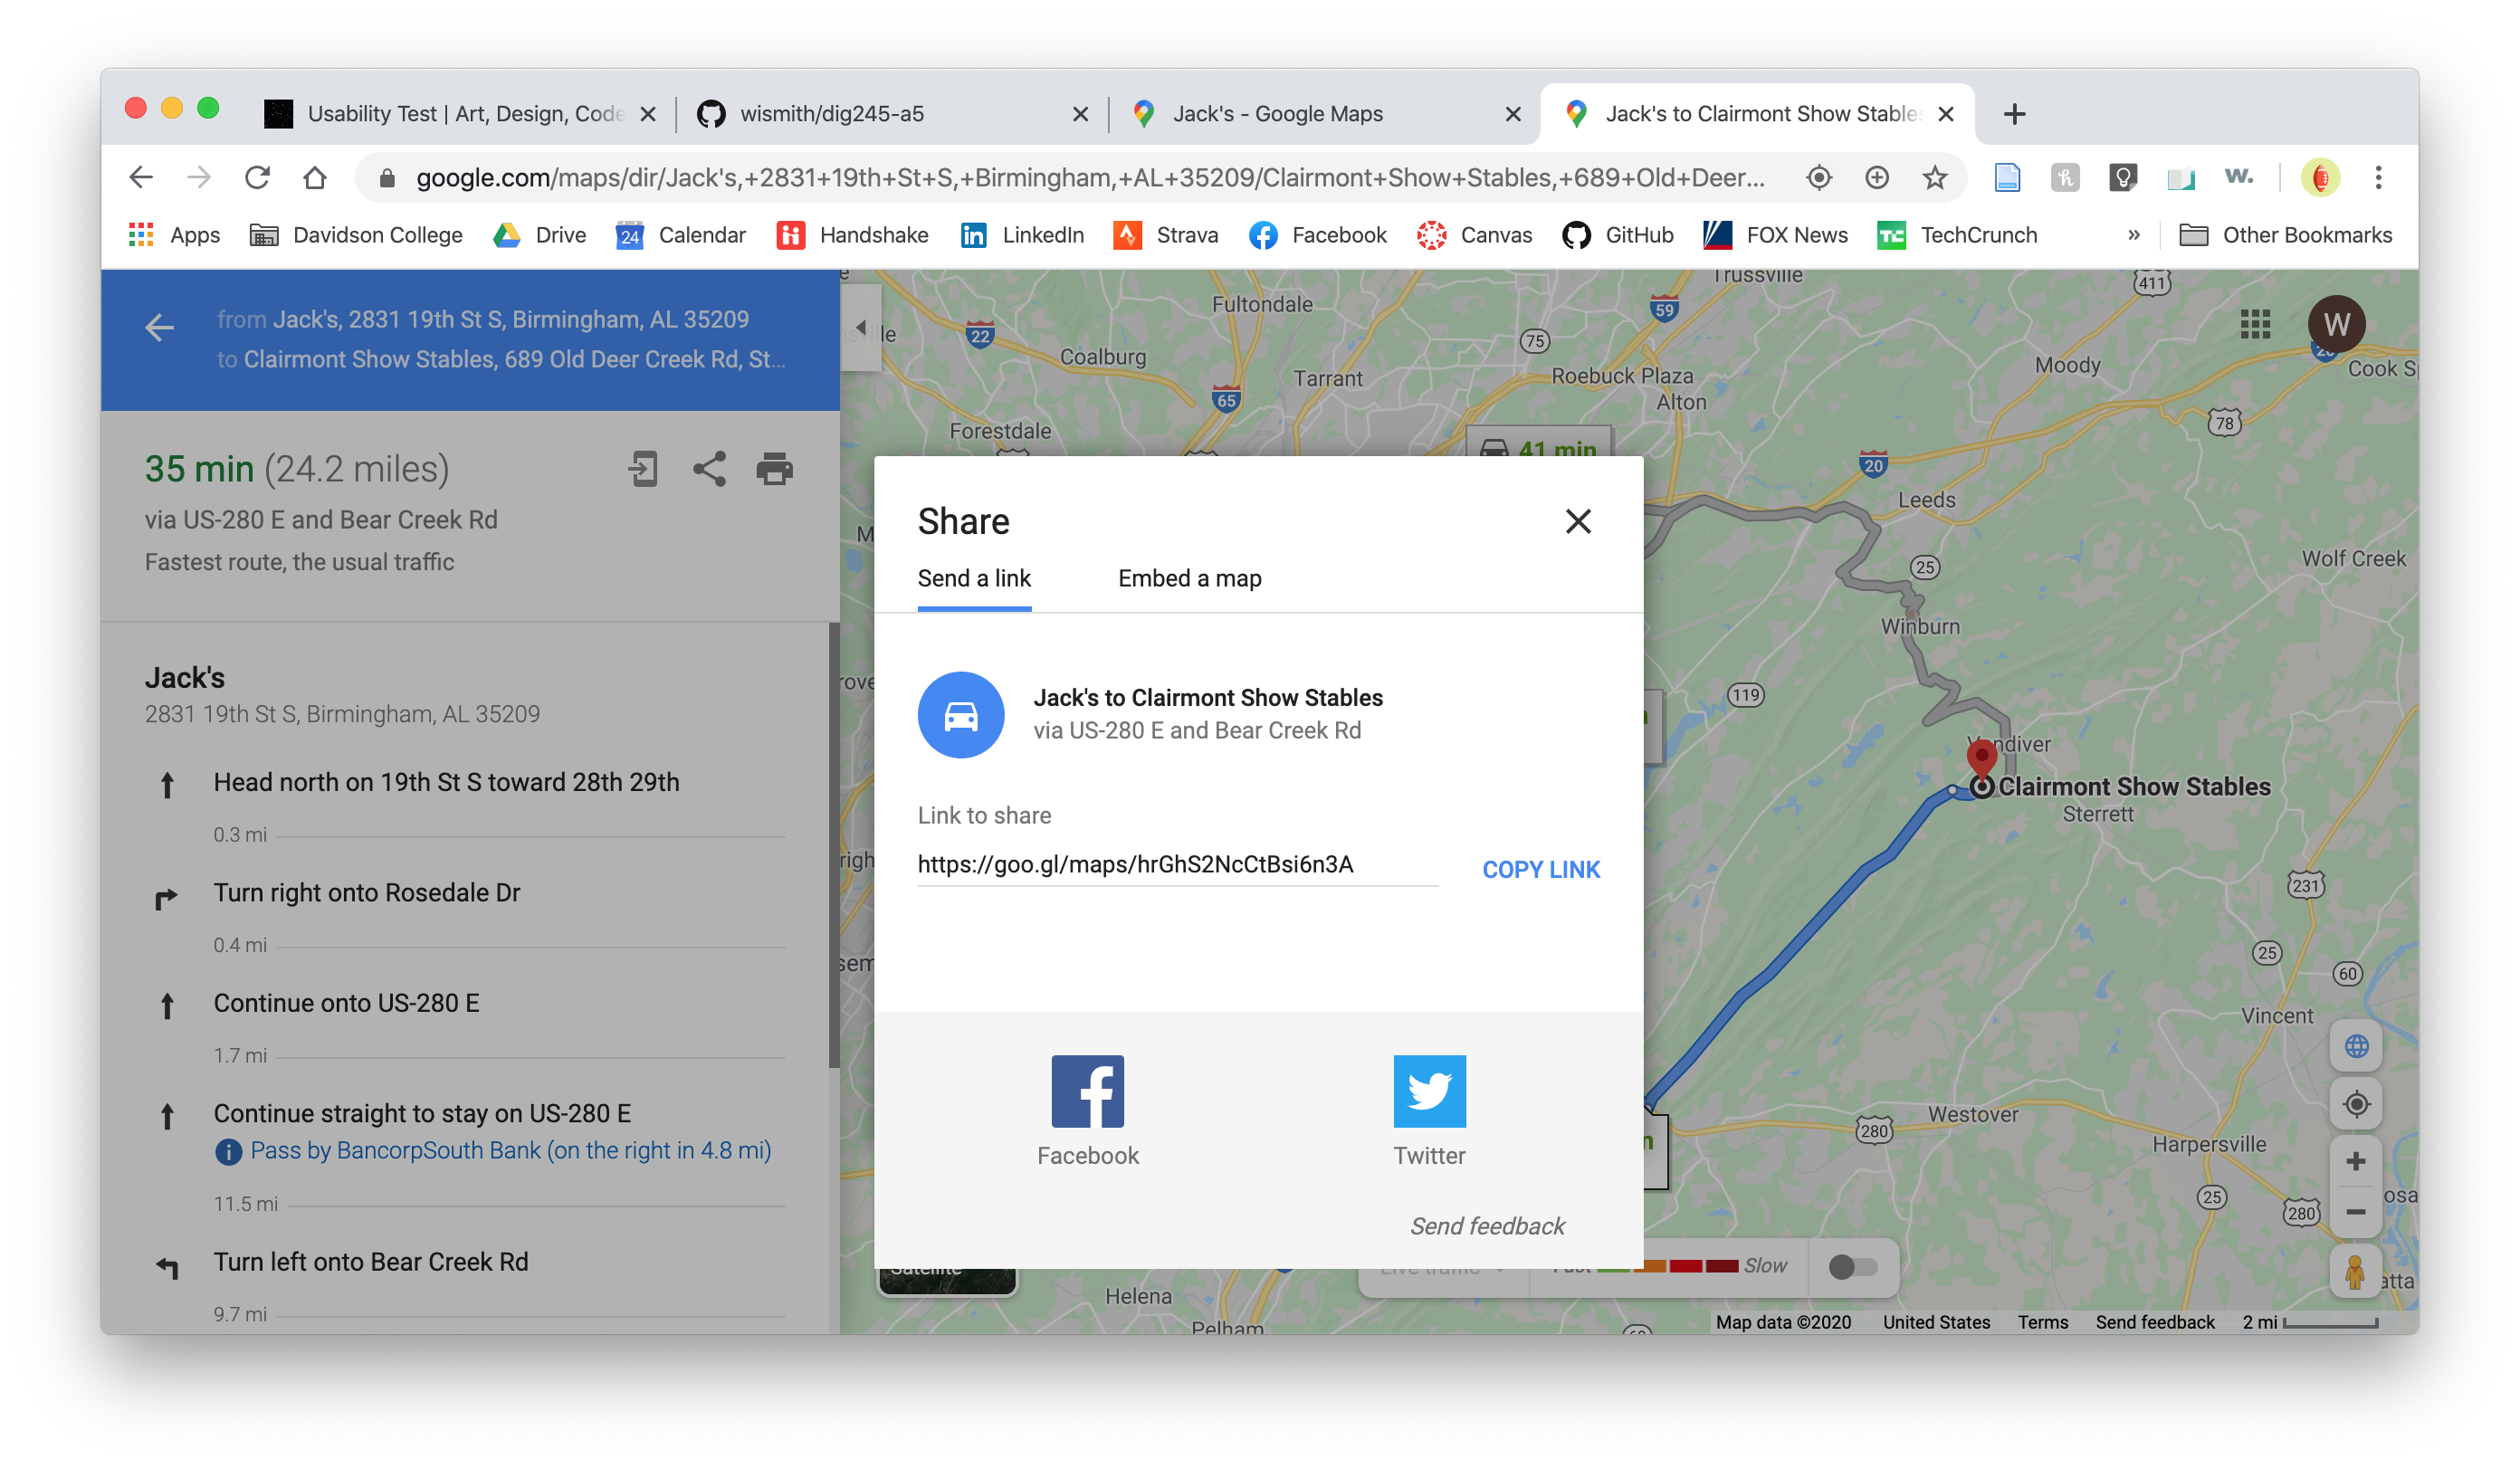 Usability Test | Art, Design, Code
wismith/dig245-a5
Jack's - Google Maps
Jack's to Clairmont Show Stables
google.com/maps/dir/Jack's,+2831+19th+St+S,+Birmingham,+AL+35209/Clairmont+Show+Stables,+689+Old+Deer...
W.
Apps
Davidson College
Drive
24
Calendar
Handshake
LinkedIn
Strava
Facebook
Canvas
GitHub
FOX News
TechCrunch
»
Other Bookmarks
from Jack's, 2831 19th St S, Birmingham, AL 35209
to Clairmont Show Stables, 689 Old Deer Creek Rd, St...
35 min (24.2 miles)
via US-280 E and Bear Creek Rd
Fastest route, the usual traffic
Jack's
2831 19th St S, Birmingham, AL 35209
Head north on 19th St S toward 28th 29th
0.3 mi
Turn right onto Rosedale Dr
0.4 mi
Continue onto US-280 E
1.7 mi
Continue straight to stay on US-280 E
Pass by BancorpSouth Bank (on the right in 4.8 mi)
11.5 mi
Turn left onto Bear Creek Rd
9.7 mi
Share
Send a link
Embed a map
Jack's to Clairmont Show Stables
via US-280 E and Bear Creek Rd
Link to share
https://goo.gl/maps/hrGhS2NcCtBsi6n3A
COPY LINK
Facebook
Twitter
Send feedback
Trussville
411
Fultondale
59
22
75
W
Coalburg
Moody
Cook
Tarrant
Roebuck Plaza
65
Alton
78
Forestdale
41 min
20
Leeds
Wolf Creek
25
Winburn
119
Vandiver
Clairmont Show Stables
Sterrett
231
25
60
Vincent
Westover
280
Harpersville
25
280
Satellite
Live traffic
Fast
Slow
Helena
Pelham
Map data ©2020
United States
Terms
Send feedback
2 mi